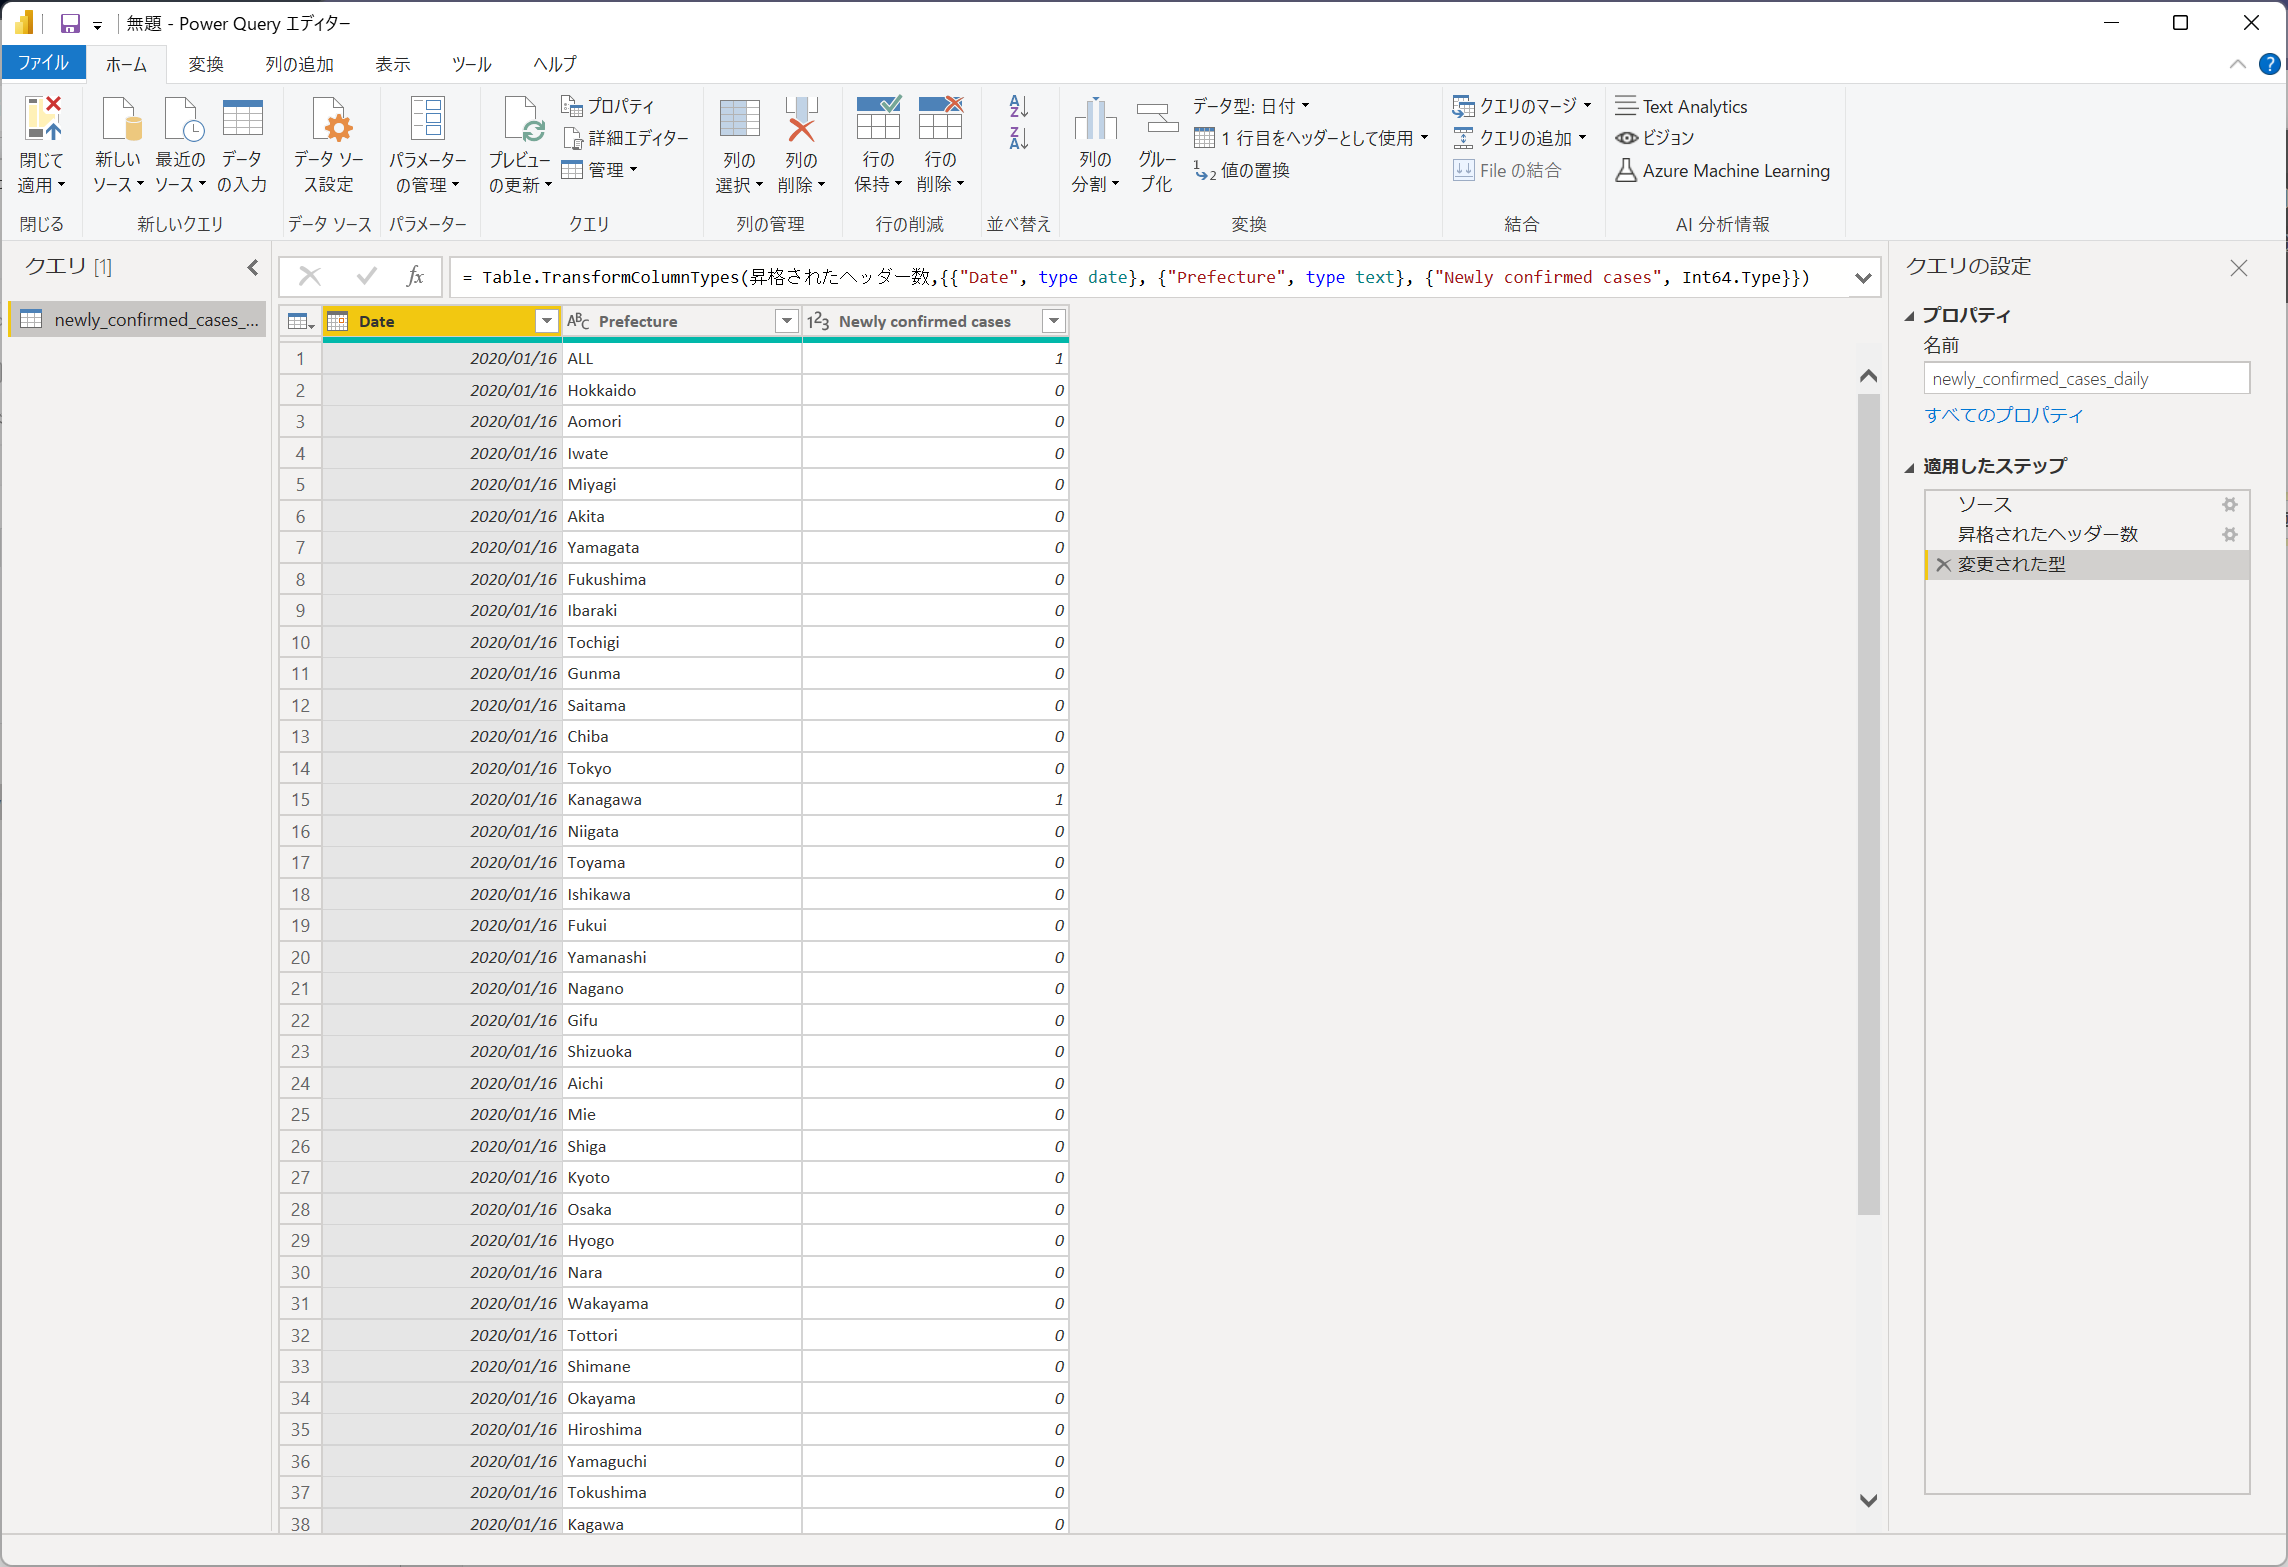 無題 - Power Query エディター
ファイル ホーム 変換 列の追加 表示 ツール ヘルプ
閉じて適用
新しいソース
最近のソース
データの入力
データ ソース設定
パラメーターの管理
プレビューの更新
プロパティ
詳細エディター
管理
列の選択
列の削除
行の保持
行の削除
列の分割
グループ化
データ型: 日付
1 行目をヘッダーとして使用
値の置換
クエリのマージ
クエリの追加
File の結合
Text Analytics
ビジョン
Azure Machine Learning
閉じる 新しいクエリ データ ソース パラメーター クエリ 列の管理 行の削減 並べ替え 変換 結合 AI 分析情報
クエリ [1]
newly_confirmed_cases_...
fx = Table.TransformColumnTypes(昇格されたヘッダー数,{{"Date", type date}, {"Prefecture", type text}, {"Newly confirmed cases", Int64.Type}})
Date ABC Prefecture 123 Newly confirmed cases
1 2020/01/16 ALL 1
2 2020/01/16 Hokkaido 0
3 2020/01/16 Aomori 0
4 2020/01/16 Iwate 0
5 2020/01/16 Miyagi 0
6 2020/01/16 Akita 0
7 2020/01/16 Yamagata 0
8 2020/01/16 Fukushima 0
9 2020/01/16 Ibaraki 0
10 2020/01/16 Tochigi 0
11 2020/01/16 Gunma 0
12 2020/01/16 Saitama 0
13 2020/01/16 Chiba 0
14 2020/01/16 Tokyo 0
15 2020/01/16 Kanagawa 1
16 2020/01/16 Niigata 0
17 2020/01/16 Toyama 0
18 2020/01/16 Ishikawa 0
19 2020/01/16 Fukui 0
20 2020/01/16 Yamanashi 0
21 2020/01/16 Nagano 0
22 2020/01/16 Gifu 0
23 2020/01/16 Shizuoka 0
24 2020/01/16 Aichi 0
25 2020/01/16 Mie 0
26 2020/01/16 Shiga 0
27 2020/01/16 Kyoto 0
28 2020/01/16 Osaka 0
29 2020/01/16 Hyogo 0
30 2020/01/16 Nara 0
31 2020/01/16 Wakayama 0
32 2020/01/16 Tottori 0
33 2020/01/16 Shimane 0
34 2020/01/16 Okayama 0
35 2020/01/16 Hiroshima 0
36 2020/01/16 Yamaguchi 0
37 2020/01/16 Tokushima 0
38 2020/01/16 Kagawa 0
クエリの設定
プロパティ
名前
newly_confirmed_cases_daily
すべてのプロパティ
適用したステップ
ソース
昇格されたヘッダー数
変更された型